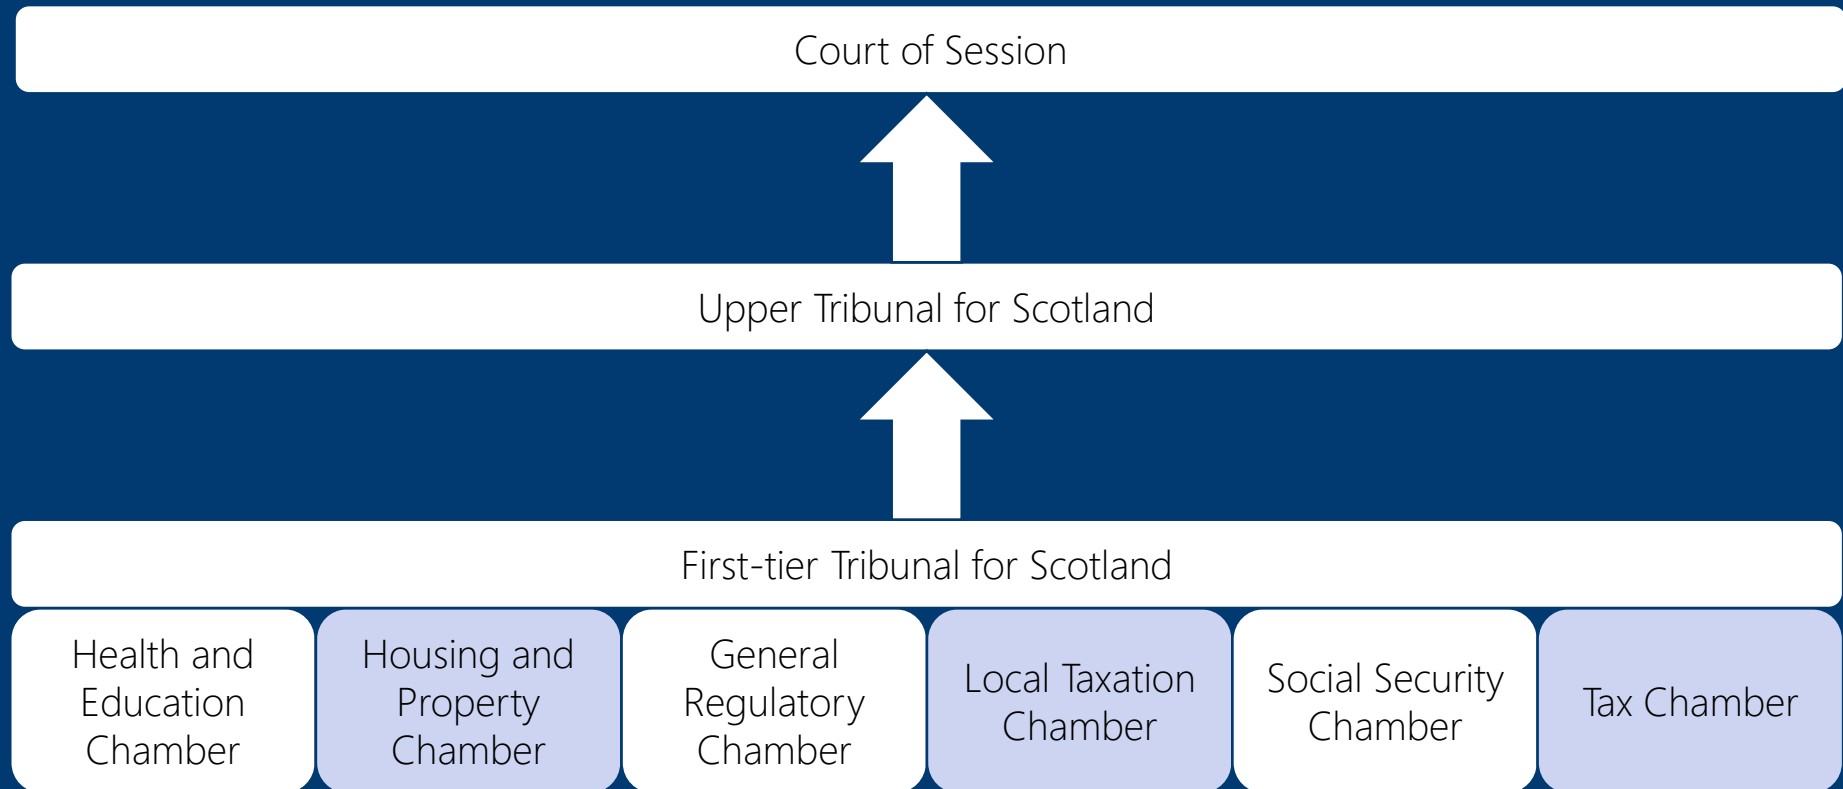 Court of Session
Upper Tribunal for Scotland
First-tier Tribunal for Scotland
Health and
Education
Chamber
Housing and
Property
Chamber
General
Regulatory
Chamber
Local Taxation
Chamber
Social Security
Chamber
Tax Chamber